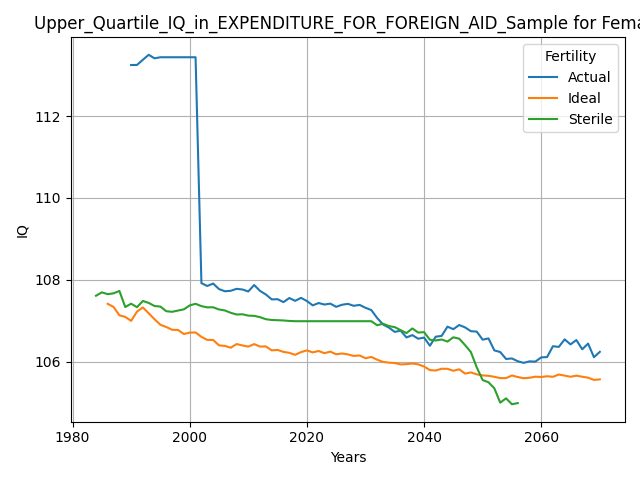 Upper_Quartile_IQ_in_EXPENDITURE_FOR_FOREIGN_AID_Sample for Fema
Fertility
Actual
Ideal
Sterile
IQ
112
110
108
106
1980 2000 2020 2040 2060
Years